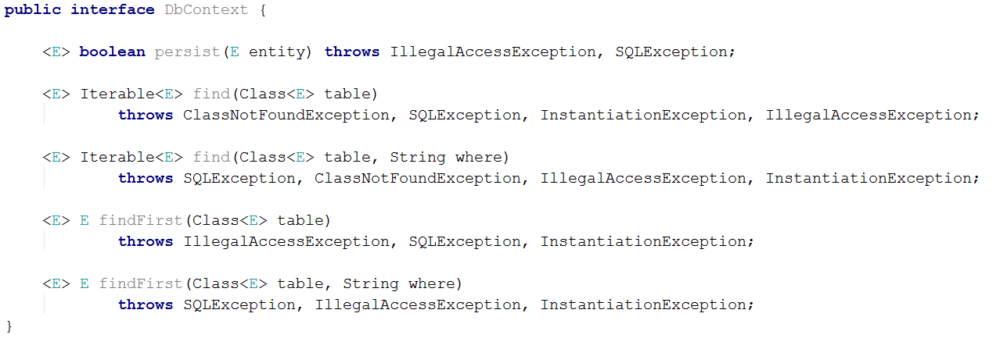 public interface DbContext {
<E> boolean persist(E entity) throws IllegalAccessException, SQLException;
<E> Iterable<E> find(Class<E> table)
throws ClassNotFoundException, SQLException, InstantiationException, IllegalAccessException;
<E> Iterable<E> find(Class<E> table, String where)
throws SQLException, ClassNotFoundException, IllegalAccessException, InstantiationException;
<E> E findFirst(Class<E> table)
throws IllegalAccessException, SQLException, InstantiationException;
<E> E findFirst(Class<E> table, String where)
throws SQLException, IllegalAccessException, InstantiationException;
}